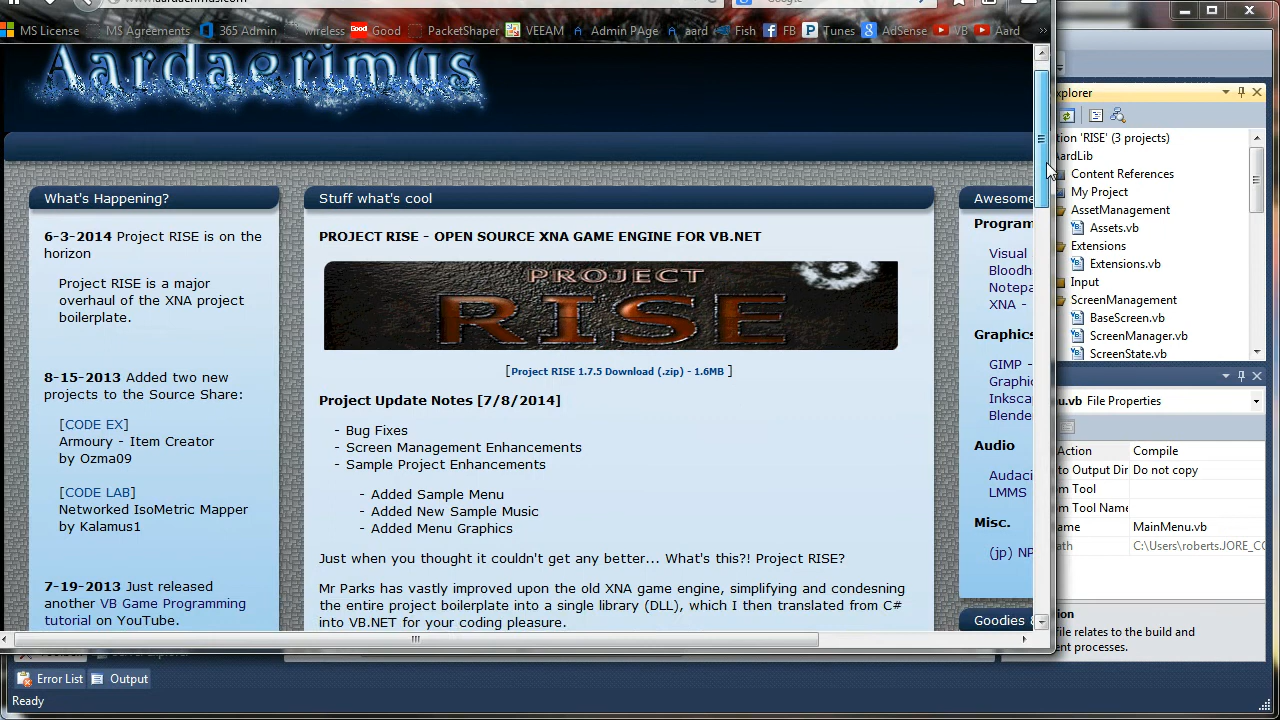 MS License
MS Agreements
365 Admin
wireless
Good
Good
PacketShaper
VEEAM
Admin PAge
aard
Fish
FB
Tunes
AdSense
VB
Aard
Aardagrimus
What's Happening?
6-3-2014 Project RISE is on the
horizon
Project RISE is a major
overhaul of the XNA project
boilerplate.
8-15-2013 Added two new
projects to the Source Share:
[CODE EX]
Armoury - Item Creator
by Ozma09
[CODE LAB]
Networked IsoMetric Mapper
by Kalamus1
7-19-2013 Just released
another VB Game Programming
tutorial on YouTube.
Stuff what's cool
PROJECT RISE - OPEN SOURCE XNA GAME ENGINE FOR VB.NET
PROJECT
RISE
[Project RISE 1.7.5 Download (.zip) - 1.6MB ]
Project Update Notes [7/8/2014]
- Bug Fixes
- Screen Management Enhancements
- Sample Project Enhancements
- Added Sample Menu
- Added New Sample Music
- Added Menu Graphics
Just when you thought it couldn't get any better... What's this?! Project RISE?
Mr Parks has vastly improved upon the old XNA game engine, simplifying and condesning
the entire project boilerplate into a single library (DLL), which I then translated from C#
into VB.NET for your coding pleasure.
Awesome
Program
Visual
Bloodh
Notepa
XNA -
Graphics
GIMP -
Graphic
Inksca
Blende
Audio
Audaci
LMMS
Misc.
(jp) NP
Goodies &
xplorer
tion 'RISE' (3 projects)
ardLib
Content References
My Project
AssetManagement
Assets.vb
Extensions
Extensions.vb
Input
ScreenManagement
BaseScreen.vb
ScreenManager.vb
ScreenState.vb
u.vb File Properties
Action Compile
to Output Dir Do not copy
m Tool
m Tool Name
ame MainMenu.vb
ath C:\Users\roberts.JORE_CO
tion
file relates to the build and
ent processes.
Error List
Output
Ready